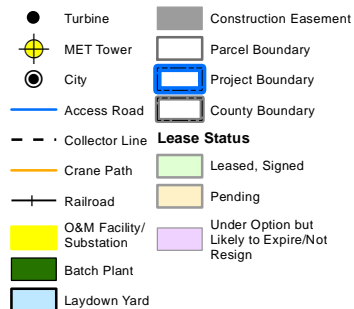 Turbine
MET Tower
City
Access Road
Collector Line
Crane Path
Railroad
O&M Facility/
Substation
Batch Plant
Laydown Yard
Construction Easement
Parcel Boundary
Project Boundary
County Boundary
Lease Status
Leased, Signed
Pending
Under Option but
Likely to Expire/Not
Resign